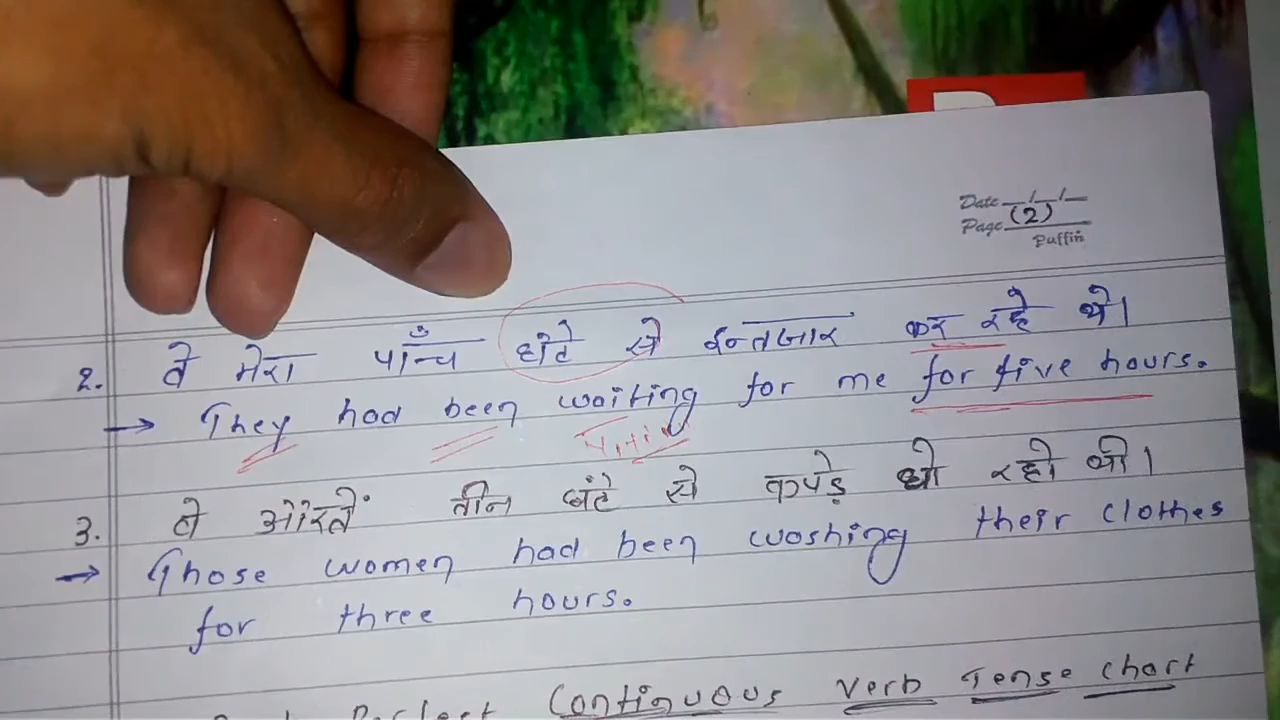 Date _/_/_
Page (2)
Puffin
2. वे मेरा पाँन्च घंटे से ईन्तजार कर रहे थे।
→ They had been waiting for me for five hours.
3. वे औरतें तीन घंटे से कपड़े धो रही थी।
→ Those women had been washing their clothes
for three hours.
Perfect Continuous Verb Tense chart